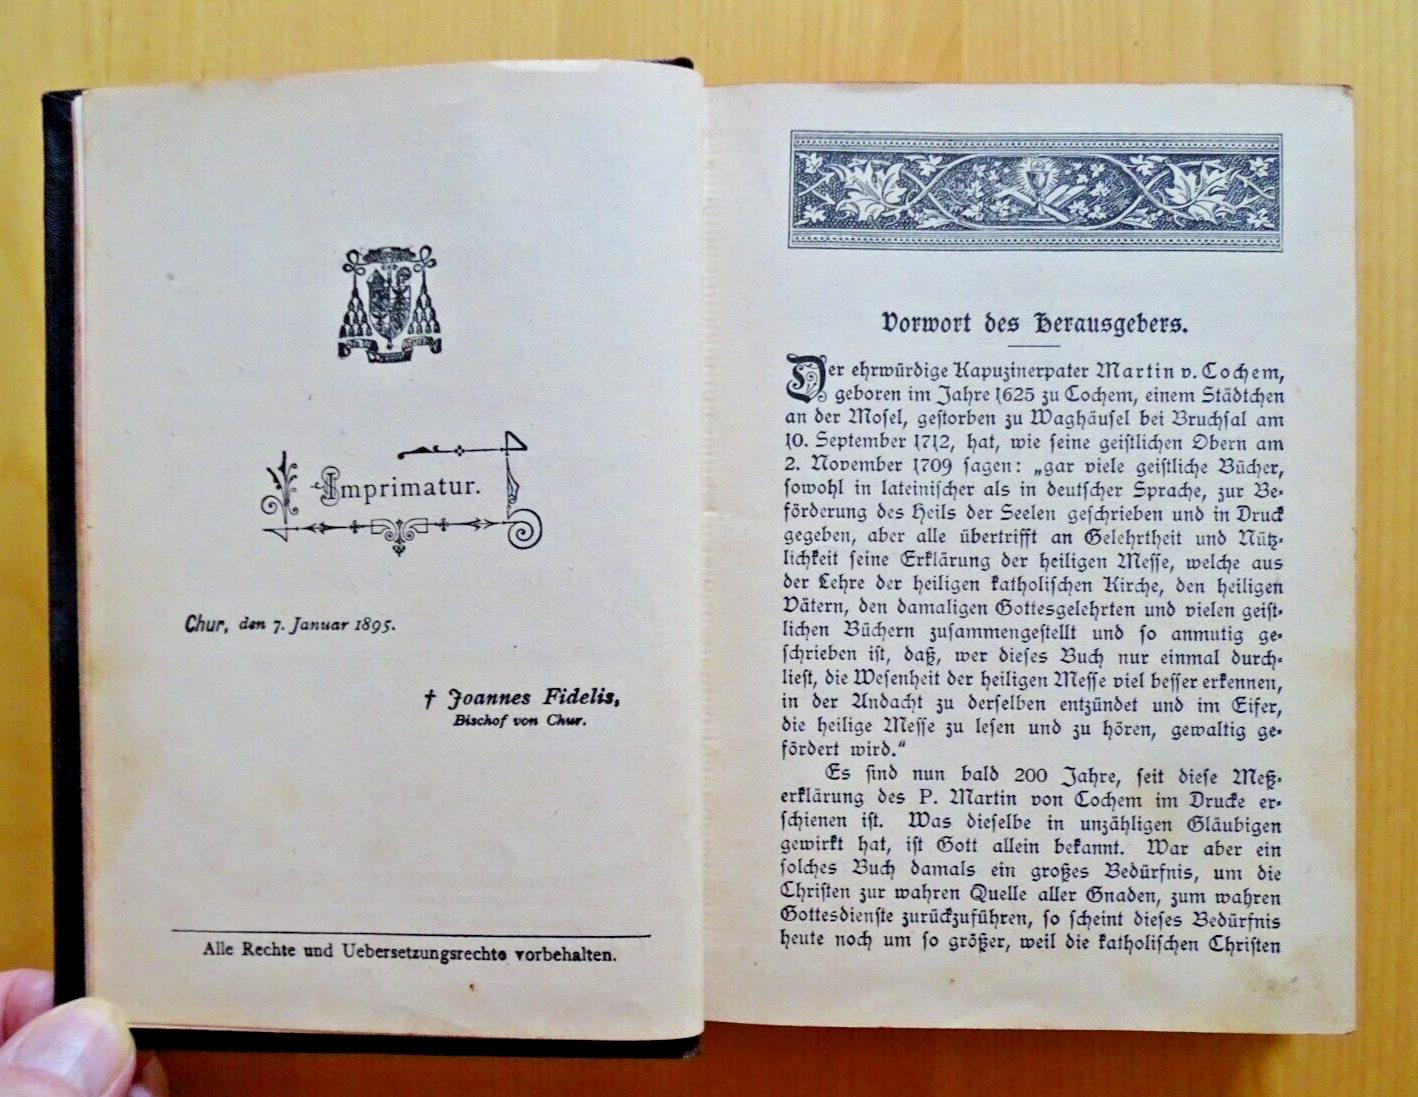 Imprimatur.
Chur, den 7. Januar 1895.
† Joannes Fidelis,
Bischof von Chur.
Alle Rechte und Uebersetzungsrechte vorbehalten.
Vorwort des Herausgebers.
Der ehrwürdige Kapuzinerpater Martin v. Cochem,
geboren im Jahre 1625 zu Cochem, einem Städtchen
an der Mosel, gestorben zu Waghäusel bei Bruchsal am
10. September 1712, hat, wie seine geistlichen Obern am
2. November 1709 sagen: „gar viele geistliche Bücher,
sowohl in lateinischer als in deutscher Sprache, zur Be-
förderung des Heils der Seelen geschrieben und in Druck
gegeben, aber alle übertrifft an Gelehrtheit und Nütz-
lichkeit seine Erklärung der heiligen Messe, welche aus
der Lehre der heiligen katholischen Kirche, den heiligen
Vätern, den damaligen Gottesgelehrten und vielen geist-
lichen Büchern zusammengestellt und so anmutig ge-
schrieben ist, daß, wer dieses Buch nur einmal durch-
liest, die Wesenheit der heiligen Messe viel besser erkennen,
in der Andacht zu derselben entzündet und im Eifer,
die heilige Messe zu lesen und zu hören, gewaltig ge-
fördert wird.“
Es sind nun bald 200 Jahre, seit diese Meß-
erklärung des P. Martin von Cochem im Drucke er-
schienen ist. Was dieselbe in unzähligen Gläubigen
gewirkt hat, ist Gott allein bekannt. War aber ein
solches Buch damals ein großes Bedürfnis, um die
Christen zur wahren Quelle aller Gnaden, zum wahren
Gottesdienste zurückzuführen, so scheint dieses Bedürfnis
heute noch um so größer, weil die katholischen Christen